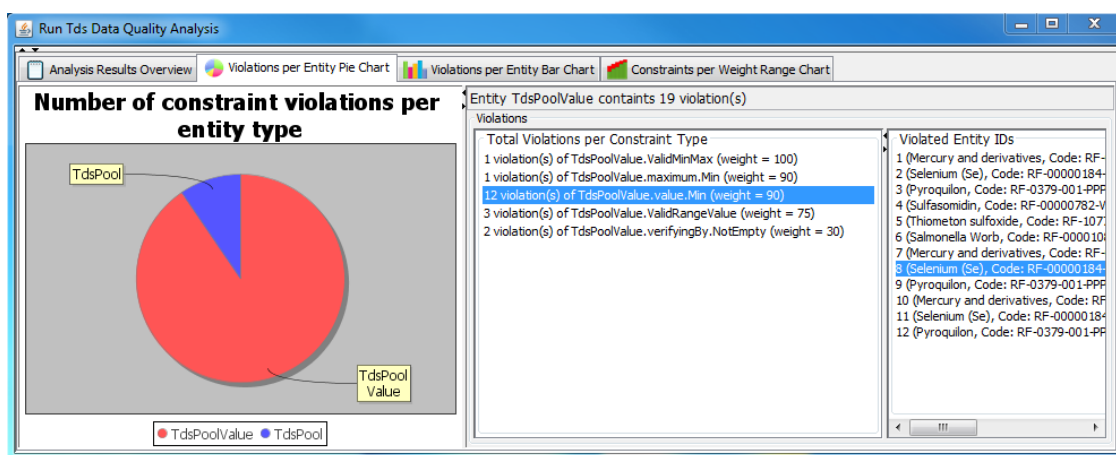 Run Tds Data Quality Analysis
Analysis Results Overview
Violations per Entity Pie Chart
Violations per Entity Bar Chart
Constraints per Weight Range Chart
Number of constraint violations per
entity type
TdsPool
TdsPool
Value
TdsPoolValue TdsPool
Entity TdsPoolValue containts 19 violation(s)
Violations
Total Violations per Constraint Type
1 violation(s) of TdsPoolValue.ValidMinMax (weight = 100)
1 violation(s) of TdsPoolValue.maximum.Min (weight = 90)
12 violation(s) of TdsPoolValue.value.Min (weight = 90)
3 violation(s) of TdsPoolValue.ValidRangeValue (weight = 75)
2 violation(s) of TdsPoolValue.verifyingBy.NotEmpty (weight = 30)
Violated Entity IDs
1 (Mercury and derivatives, Code: RF-
2 (Selenium (Se), Code: RF-00000184-
3 (Pyroquilon, Code: RF-0379-001-PPP
4 (Sulfasomidin, Code: RF-00000782-V
5 (Thiometon sulfoxide, Code: RF-107
6 (Salmonella Worb, Code: RF-000010
7 (Mercury and derivatives, Code: RF-
8 (Selenium (Se), Code: RF-00000184-
9 (Pyroquilon, Code: RF-0379-001-PPP
10 (Mercury and derivatives, Code: RF
11 (Selenium (Se), Code: RF-0000018
12 (Pyroquilon, Code: RF-0379-001-PP